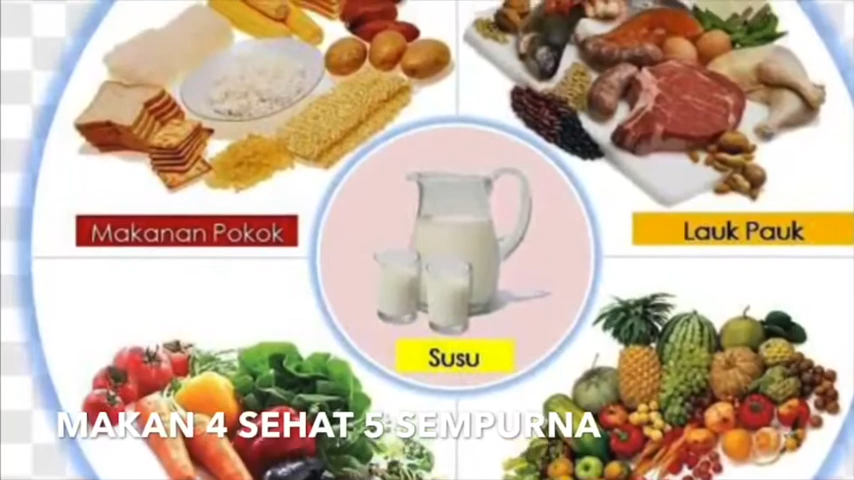 Makanan Pokok
Lauk Pauk
Susu
MAKAN 4 SEHAT 5 SEMPURNA